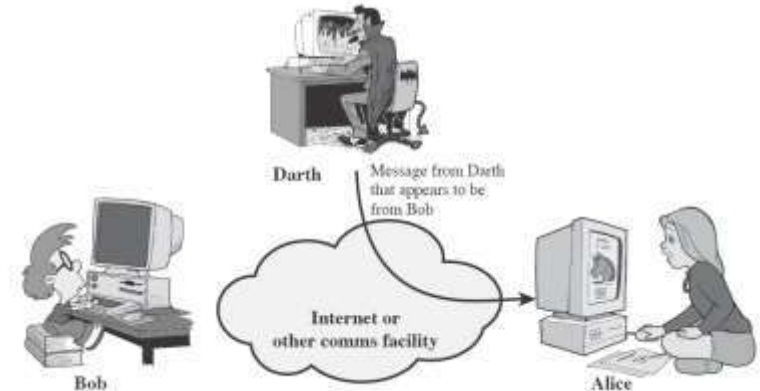 Darth
Message from Darth
that appears to be
from Bob
Internet or
other comms facility
Bob
Alice